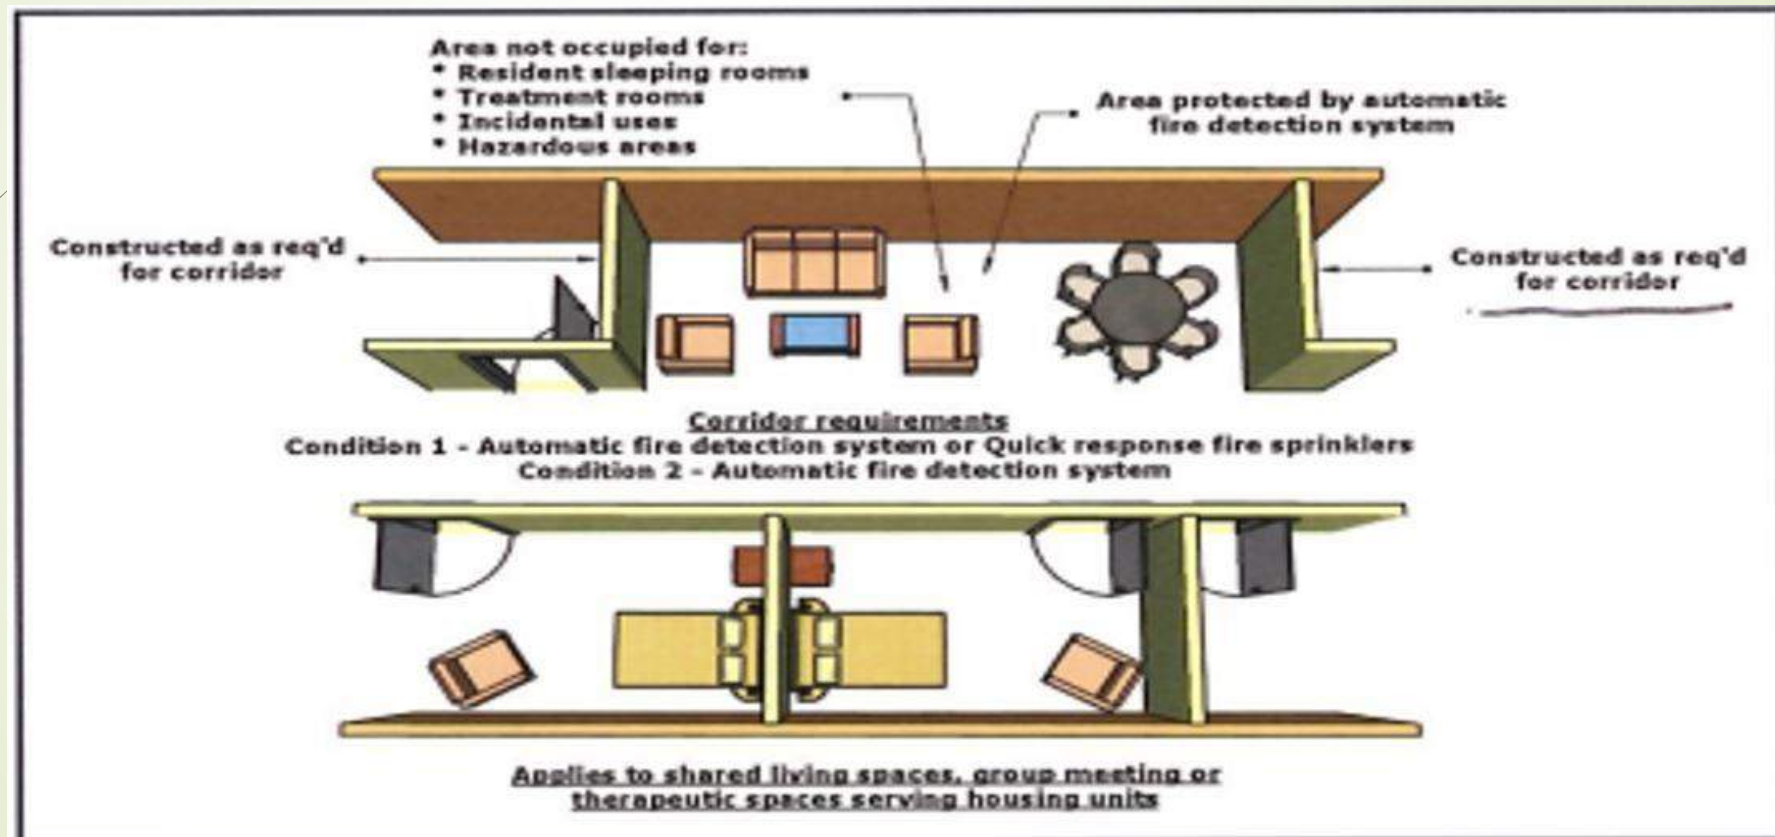 Area not occupied for:
* Resident sleeping rooms
* Treatment rooms
* Incidental uses
* Hazardous areas
Area protected by automatic
fire detection system
Constructed as req'd
for corridor
Constructed as req'd
for corridor
Corridor requirements
Condition 1 - Automatic fire detection system or Quick response fire sprinklers
Condition 2 - Automatic fire detection system
Applies to shared living spaces, group meeting or
therapeutic spaces serving housing units